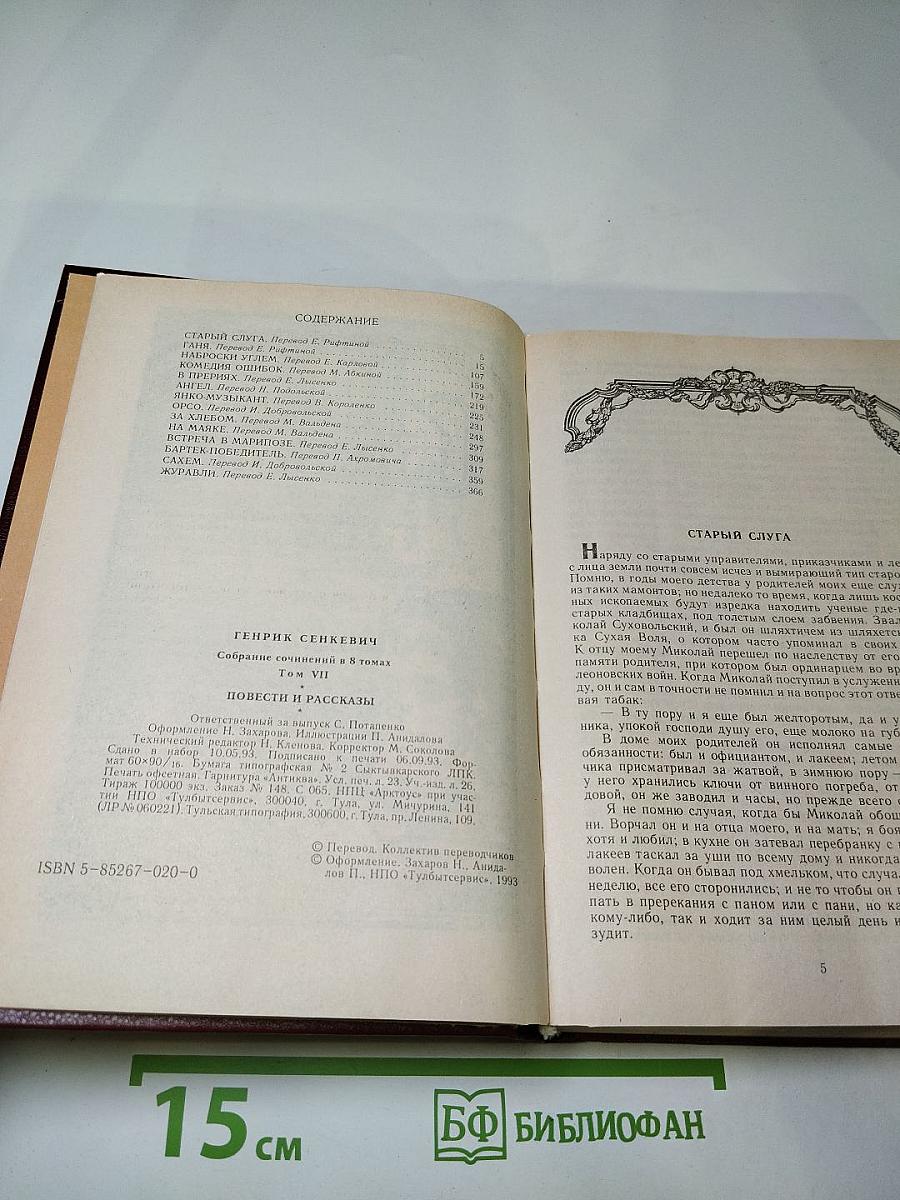 СОДЕРЖАНИЕ
СТАРЫЙ СЛУГА. Перевод Е. Рифтиной 5
ГАНЯ. Перевод Е. Рифтиной 15
НАБРОСКИ УГЛЕМ. Перевод Е. Карловой 107
КОМЕДИЯ ОШИБОК. Перевод М. Абкиной 159
В ПРЕРИЯХ. Перевод Е. Лысенко 172
АНГЕЛ. Перевод Н. Подольской 219
ЯНКО-МУЗЫКАНТ. Перевод В. Короленко 225
ОРСО. Перевод И. Добровольской 231
ЗА ХЛЕБОМ. Перевод М. Вальдена 248
НА МАЯКЕ. Перевод М. Вальдена 297
ВСТРЕЧА В МАРИПОЗЕ. Перевод Е. Лысенко 309
БАРТЕК-ПОБЕДИТЕЛЬ. Перевод П. Ахромовича 317
САХЕМ. Перевод И. Добровольской 359
ЖУРАВЛИ. Перевод Е. Лысенко 366
ГЕНРИК СЕНКЕВИЧ
Собрание сочинений в 8 томах
Том VII
*
ПОВЕСТИ И РАССКАЗЫ
*
Ответственный за выпуск С. Потапенко
Оформление Н. Захарова, Иллюстрации П. Анидалова
Технический редактор Н. Кленова. Корректор М. Соколова
Сдано в набор 10.05.93. Подписано к печати 06.09.93. Фор-
мат 60×90/16. Бумага типографская № 2 Сыктывкарского ЛПК.
Печать офсетная. Гарнитура «Антиква». Усл. печ. л. 23. Уч.-изд. л. 26.
Тираж 100000 экз. Заказ № 148. С 065. НПЦ «Арктоус» при учас-
тии НПО «Тулбытсервис», 300040, г. Тула, ул. Мичурина, 141
(ЛР № 060221). Тульская типография, 300600, г. Тула, пр. Ленина, 109.
© Перевод. Коллектив переводчиков
© Оформление. Захаров Н., Анида-
лов П., НПО «Тулбытсервис», 1993
ISBN 5–85267–020–0
СТАРЫЙ СЛУГА
Наряду со старыми управителями, приказчиками и ле
с лица земли почти совсем исчез и вымирающий тип старо
Помню, в годы моего детства у родителей моих еще слу
из таких мамонтов; но недалеко то время, когда лишь кос
ных ископаемых будут изредка находить ученые где-
старых кладбищах, под толстым слоем забвения. Звал
колай Суховольский, и был он шляхтичем из шляхетс
ка Сухая Воля, о котором часто упоминал в своих
К отцу моему Миколай перешел по наследству от его
памяти родителя, при котором был ординарцем во вр
леоновских войн. Когда Миколай поступил в услужени
ду, он и сам в точности не помнил и на вопрос этот отве
вая табак:
— В ту пору и я еще был желторотым, да и у
ника, упокой господи душу его, еще молоко на губ
В доме моих родителей он исполнял самые
обязанности: был и официантом, и лакеем; летом
чика присматривал за жатвой, в зимнюю пору —
у него хранились ключи от винного погреба, от
довой, он же заводил и часы, но прежде всего
Я не помню случая, когда бы Миколай обош
ни. Ворчал он и на отца моего, и на мать; я боя
хотя и любил; в кухне он затевал перебранку с
лакеев таскал за уши по всему дому и никогда
волен. Когда он бывал под хмельком, что случа
неделю, все его сторонились; и не то чтобы он
пать в пререкания с паном или с пани, но ка
кому-либо, так и ходит за ним целый день и
зудит.
5
15 см
БФ БИБЛИОФАН